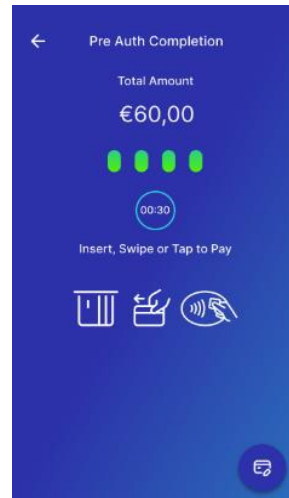 Pre Auth Completion
Total Amount
€60,00
00:30
Insert, Swipe or Tap to Pay